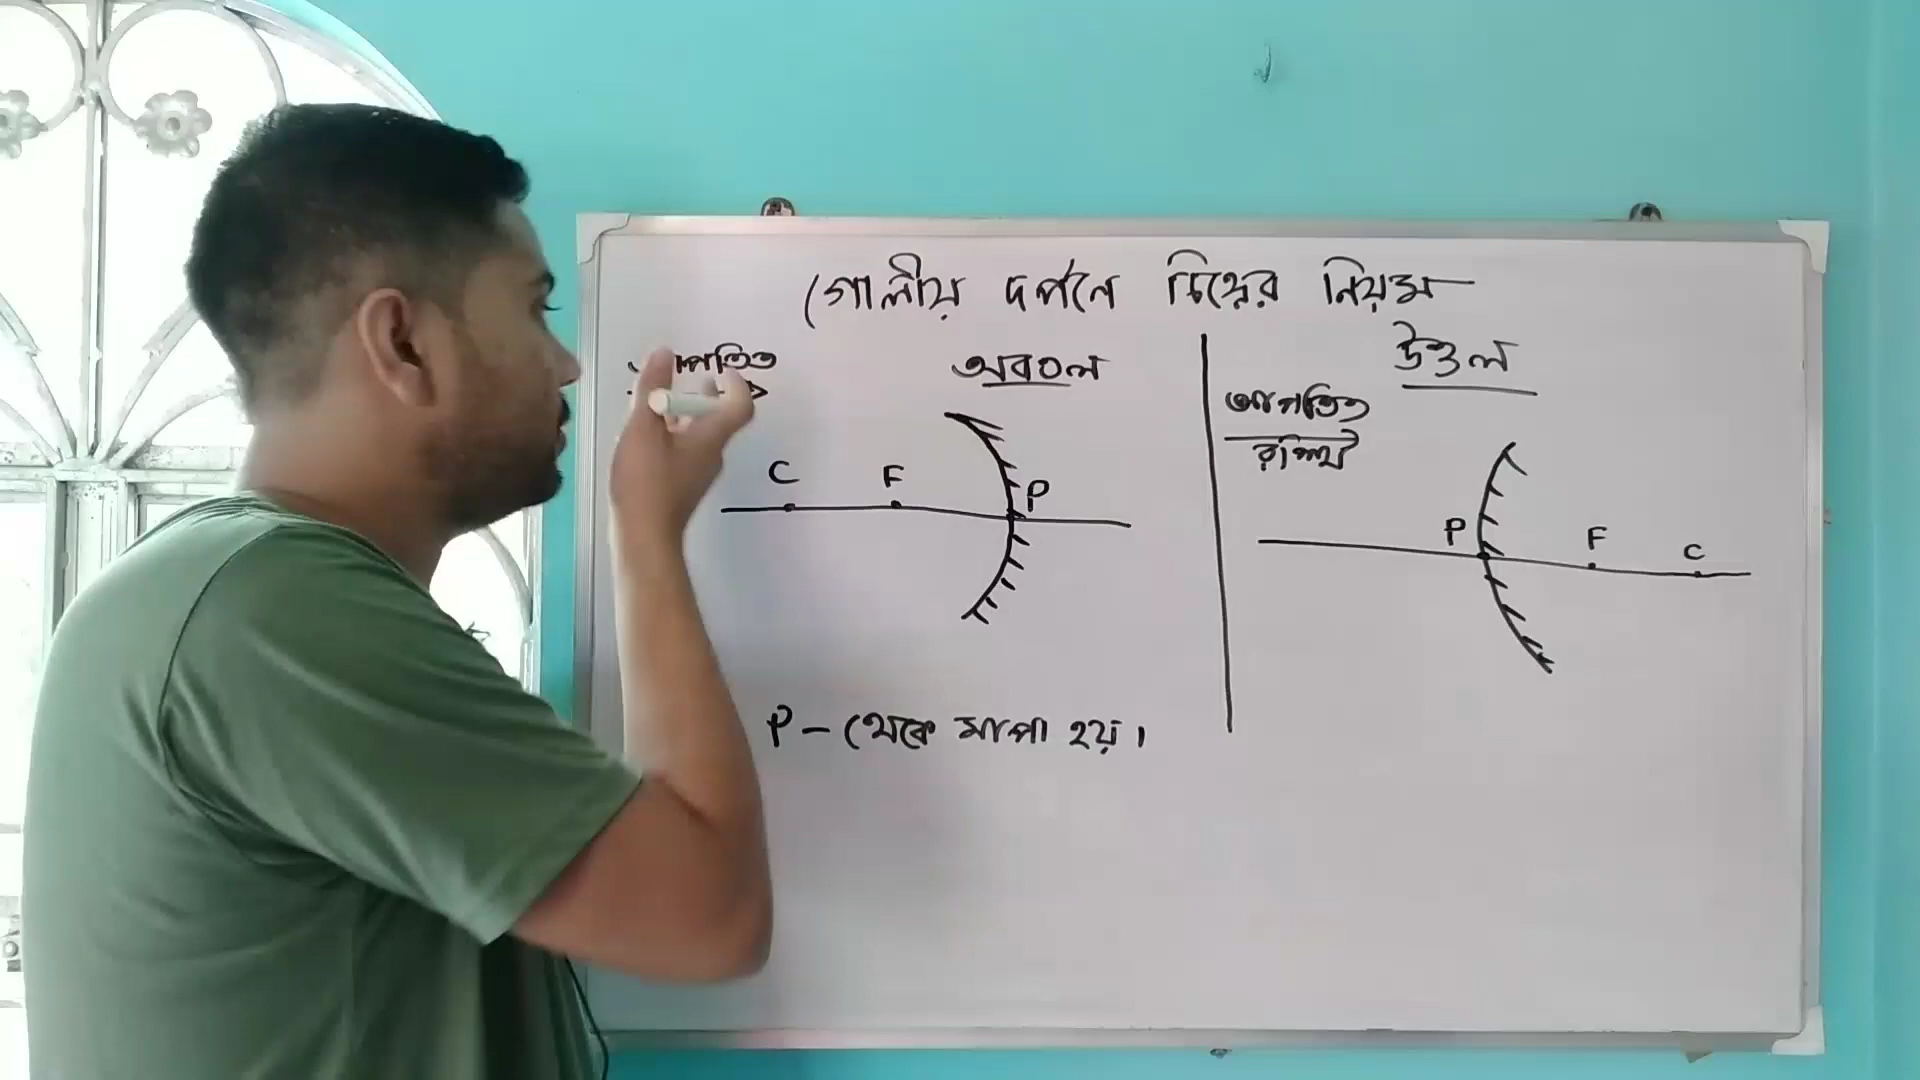 গোলীয় দর্পনে চিহ্নের নিয়ম
অবতল
C F P
P - থেকে মাপা হয়।
উত্তল
আপতিত
রশ্মি
P F C